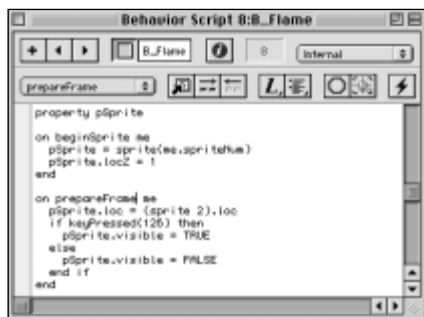 Behavior Script 8:B_Flame
B_Flame
8
Internal
prepareFrame
property pSprite
on beginSprite me
pSprite = sprite(me.spriteNum)
pSprite.locZ = 1
end
on prepareFrame me
pSprite.loc = (sprite 2).loc
if keyPressed(126) then
pSprite.visible = TRUE
else
pSprite.visible = FALSE
end if
end